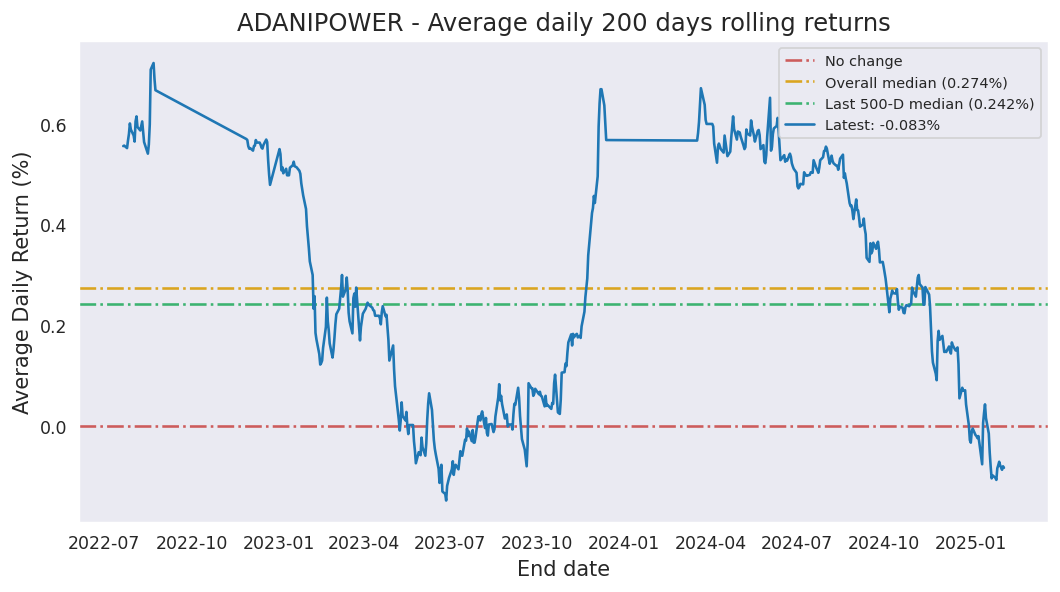 ADANIPOWER - Average daily 200 days rolling returns
No change
Overall median (0.274%)
Last 500-D median (0.242%)
Latest: -0.083%
Average Daily Return (%)
0.6
0.4
0.2
0.0
2022-07 2022-10 2023-01 2023-04 2023-07 2023-10 2024-01 2024-04 2024-07 2024-10 2025-01
End date